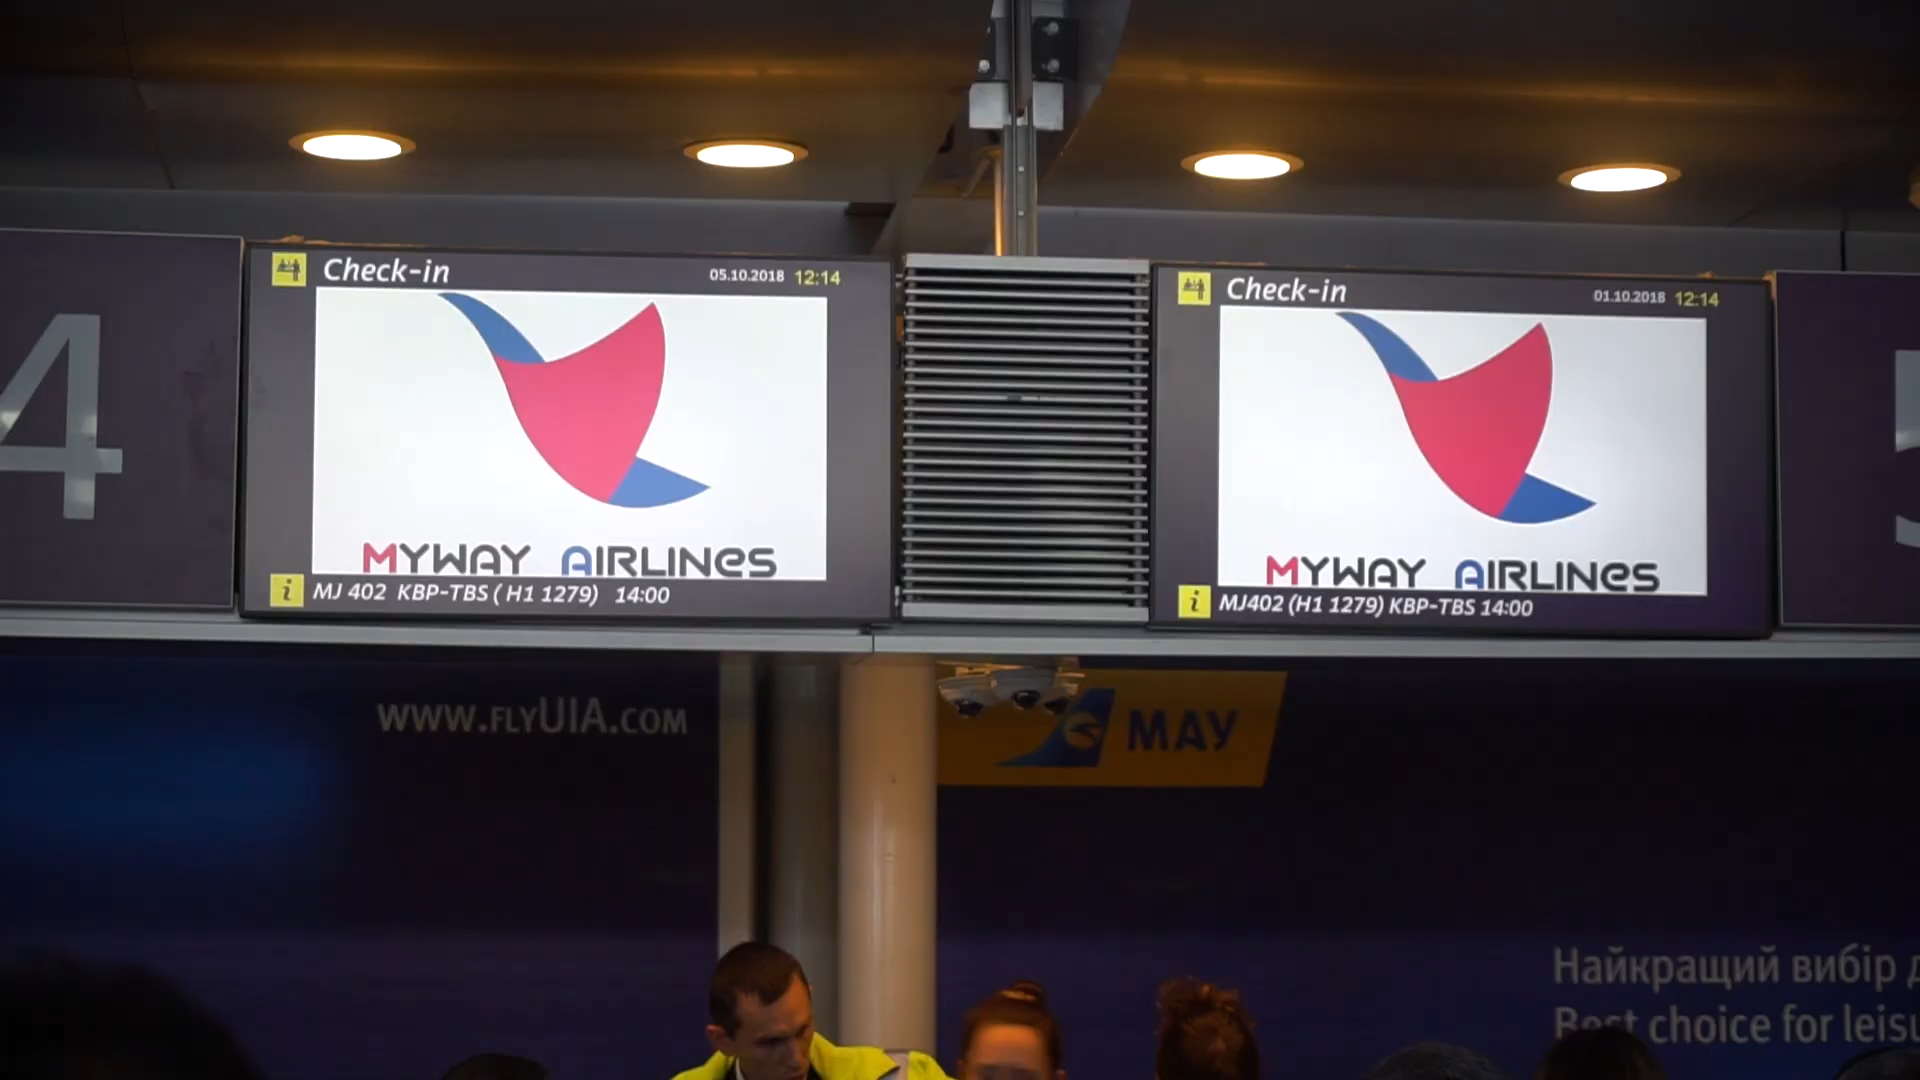 4
Check-in
05.10.2018 12:14
MYWAY AIRLINES
MJ 402 KBP-TBS ( H1 1279) 14:00
Check-in
01.10.2018 12:14
MYWAY AIRLINES
MJ402 (H1 1279) KBP-TBS 14:00
WWW.FLYUIA.COM
МАУ
Найкращий вибір
Best choice for